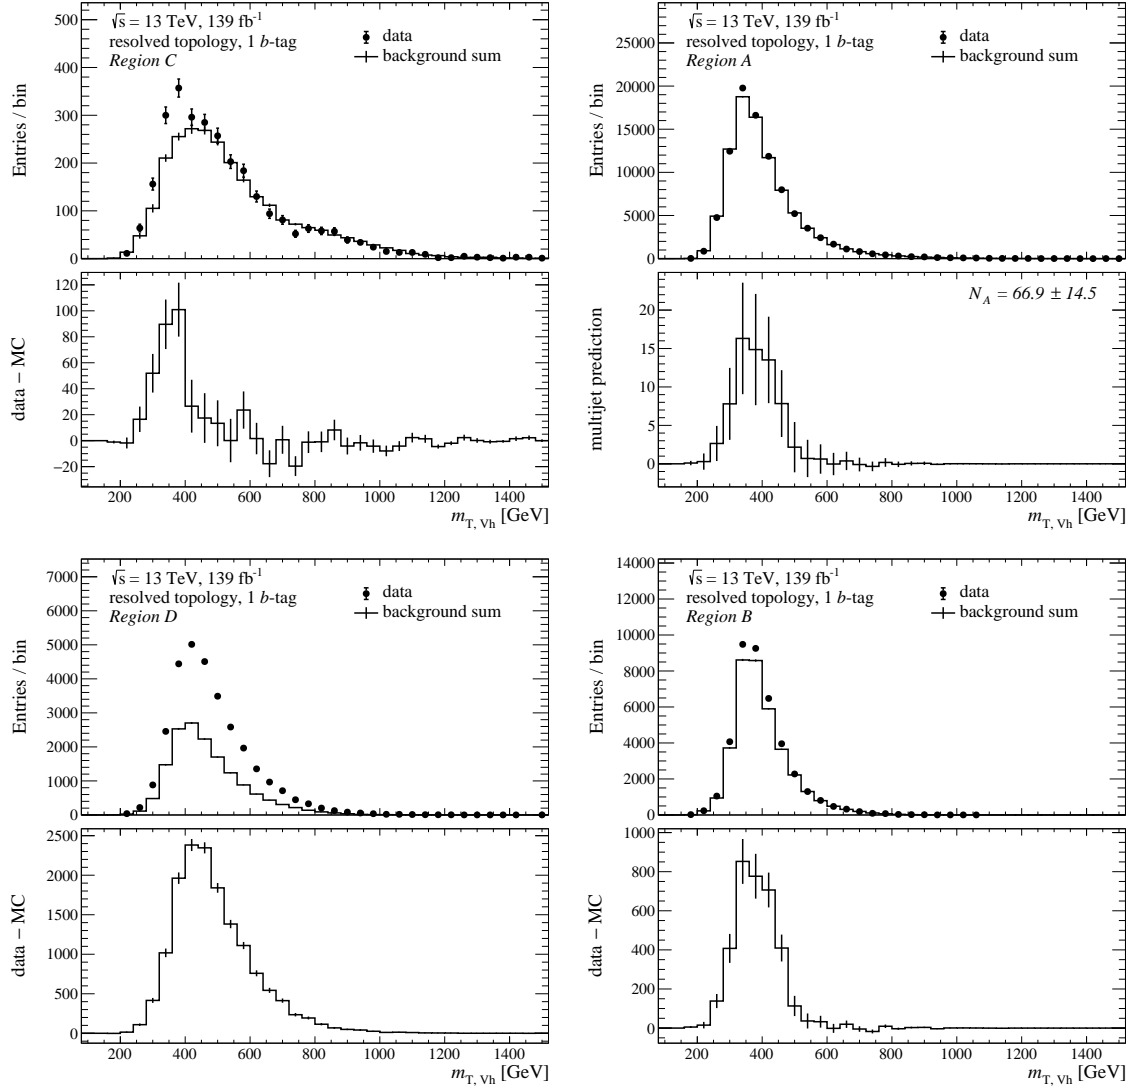 √s = 13 TeV, 139 fb⁻¹
resolved topology, 1 b-tag
Region C
data
background sum
Entries / bin
500
400
300
200
100
0
data − MC
120
100
80
60
40
20
0
−20
200 400 600 800 1000 1200 1400
m_T, Vh [GeV]
√s = 13 TeV, 139 fb⁻¹
resolved topology, 1 b-tag
Region A
data
background sum
Entries / bin
25000
20000
15000
10000
5000
0
multijet prediction
N_A = 66.9 ± 14.5
20
15
10
5
0
200 400 600 800 1000 1200 1400
m_T, Vh [GeV]
√s = 13 TeV, 139 fb⁻¹
resolved topology, 1 b-tag
Region D
data
background sum
Entries / bin
7000
6000
5000
4000
3000
2000
1000
0
data − MC
2500
2000
1500
1000
500
0
200 400 600 800 1000 1200 1400
m_T, Vh [GeV]
√s = 13 TeV, 139 fb⁻¹
resolved topology, 1 b-tag
Region B
data
background sum
Entries / bin
14000
12000
10000
8000
6000
4000
2000
0
data − MC
1000
800
600
400
200
0
200 400 600 800 1000 1200 1400
m_T, Vh [GeV]